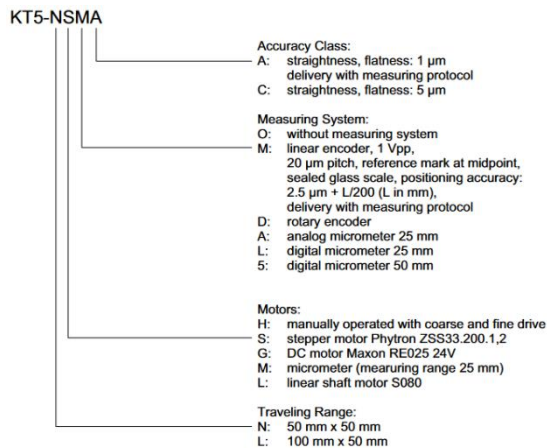 KT5-NSMA
Accuracy Class:
A: straightness, flatness: 1 µm
delivery with measuring protocol
C: straightness, flatness: 5 µm
Measuring System:
O: without measuring system
M: linear encoder, 1 Vpp,
20 µm pitch, reference mark at midpoint,
sealed glass scale, positioning accuracy:
2.5 µm + L/200 (L in mm),
delivery with measuring protocol
D: rotary encoder
A: analog micrometer 25 mm
L: digital micrometer 25 mm
5: digital micrometer 50 mm
Motors:
H: manually operated with coarse and fine drive
S: stepper motor Phytron ZSS33.200.1,2
G: DC motor Maxon RE025 24V
M: micrometer (mearuring range 25 mm)
L: linear shaft motor S080
Traveling Range:
N: 50 mm x 50 mm
L: 100 mm x 50 mm